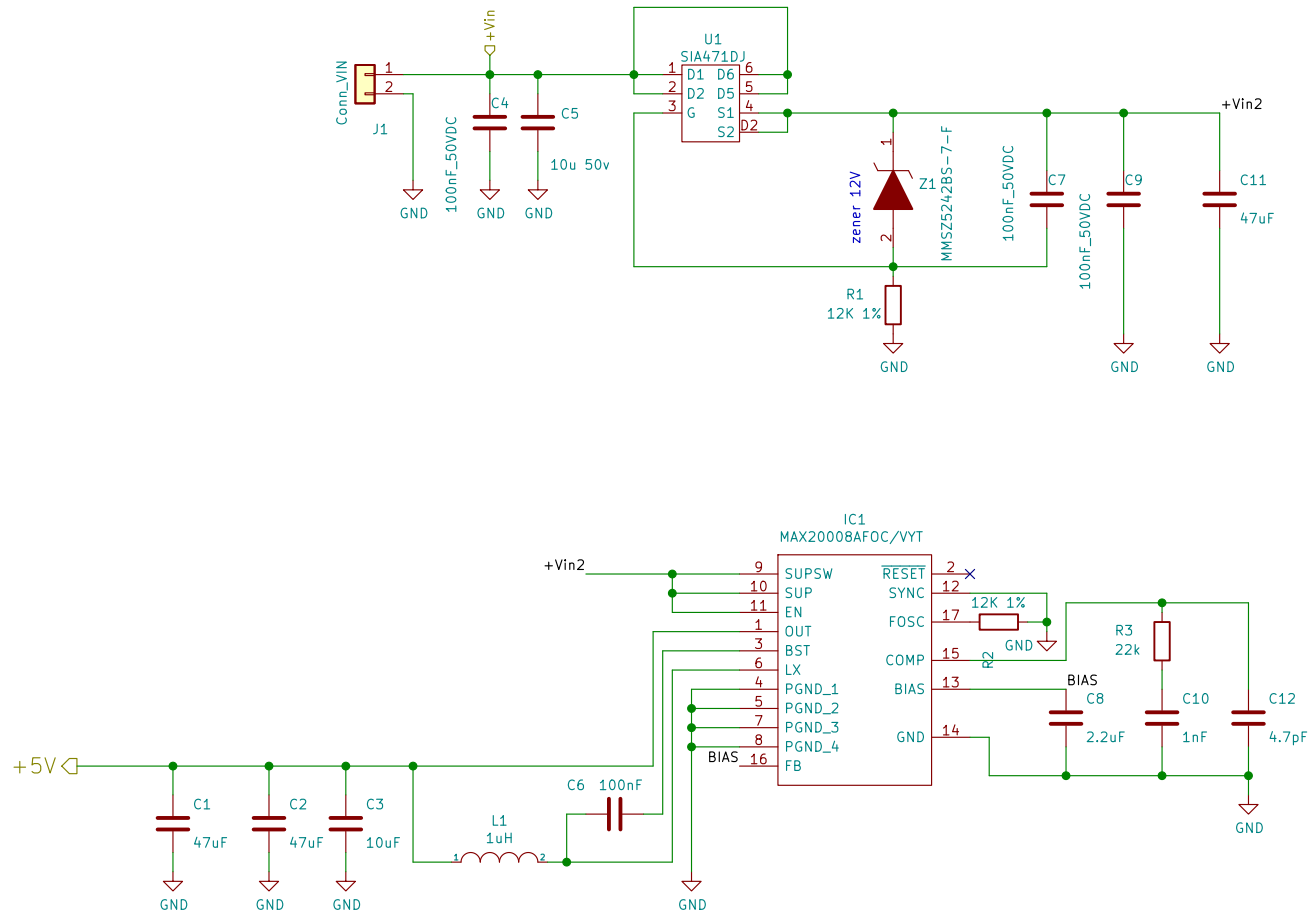 +Vin
Conn_VIN
1
2
J1
GND
C4
100nF_50VDC
GND
C5
10u 50v
GND
U1
SIA471DJ
1 D1 D6 6
2 D2 D5 5
3 G S1 4
S2 D2
+Vin2
1
zener 12V
Z1
MMSZ5242BS-7-F
2
C7
100nF_50VDC
C9
100nF_50VDC
C11
47uF
R1
12K 1%
GND
GND
GND
IC1
MAX20008AFOC/VYT
+Vin2
9 SUPSW RESET 2
10 SUP SYNC 12
11 EN
1 OUT FOSC 17
3 BST
6 LX COMP 15
4 PGND_1 BIAS 13
5 PGND_2
7 PGND_3
8 PGND_4 GND 14
BIAS
16 FB
12K 1%
R2
GND
R3
22k
BIAS
C8
2.2uF
C10
1nF
C12
4.7pF
GND
+5V
C1
47uF
GND
C2
47uF
GND
C3
10uF
GND
C6 100nF
L1
1uH
1 2
GND